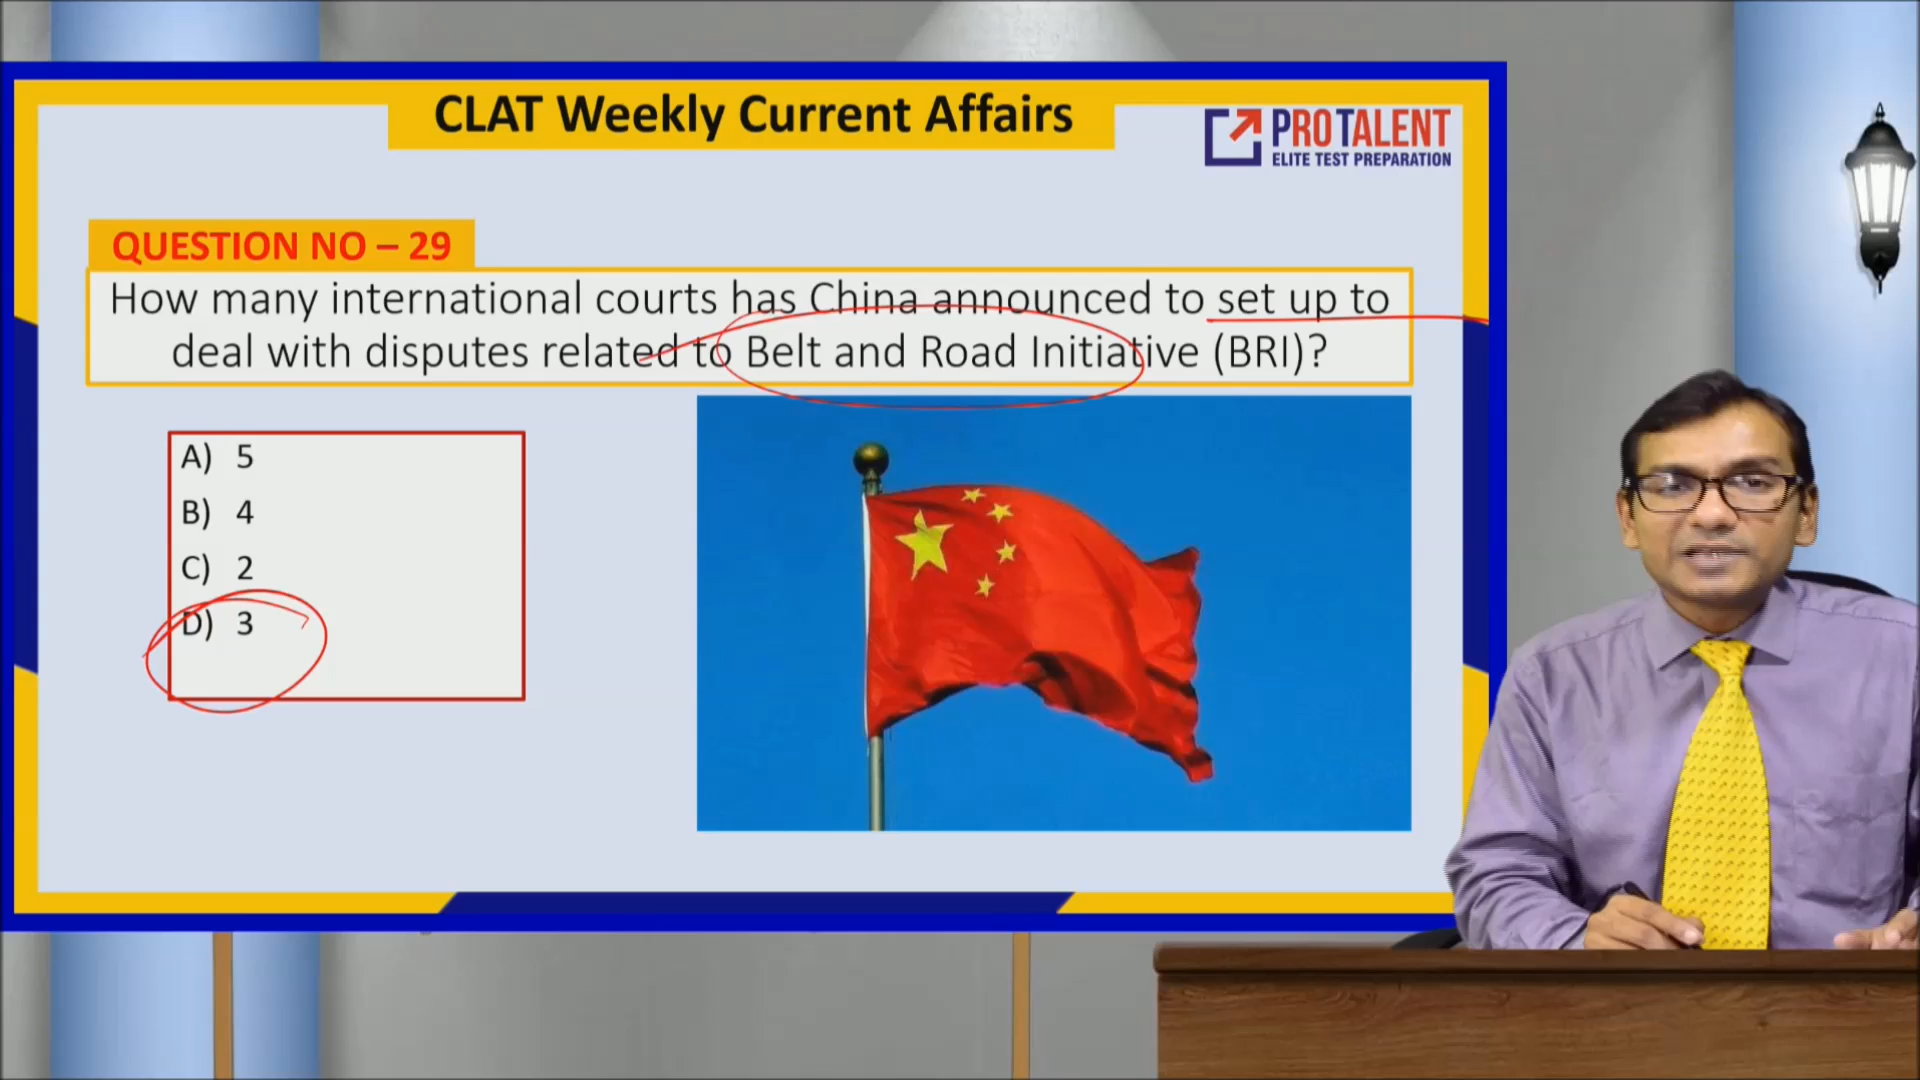 CLAT Weekly Current Affairs
PROTALENT
ELITE TEST PREPARATION
QUESTION NO – 29
How many international courts has China announced to set up to
deal with disputes related to Belt and Road Initiative (BRI)?
A) 5
B) 4
C) 2
D) 3